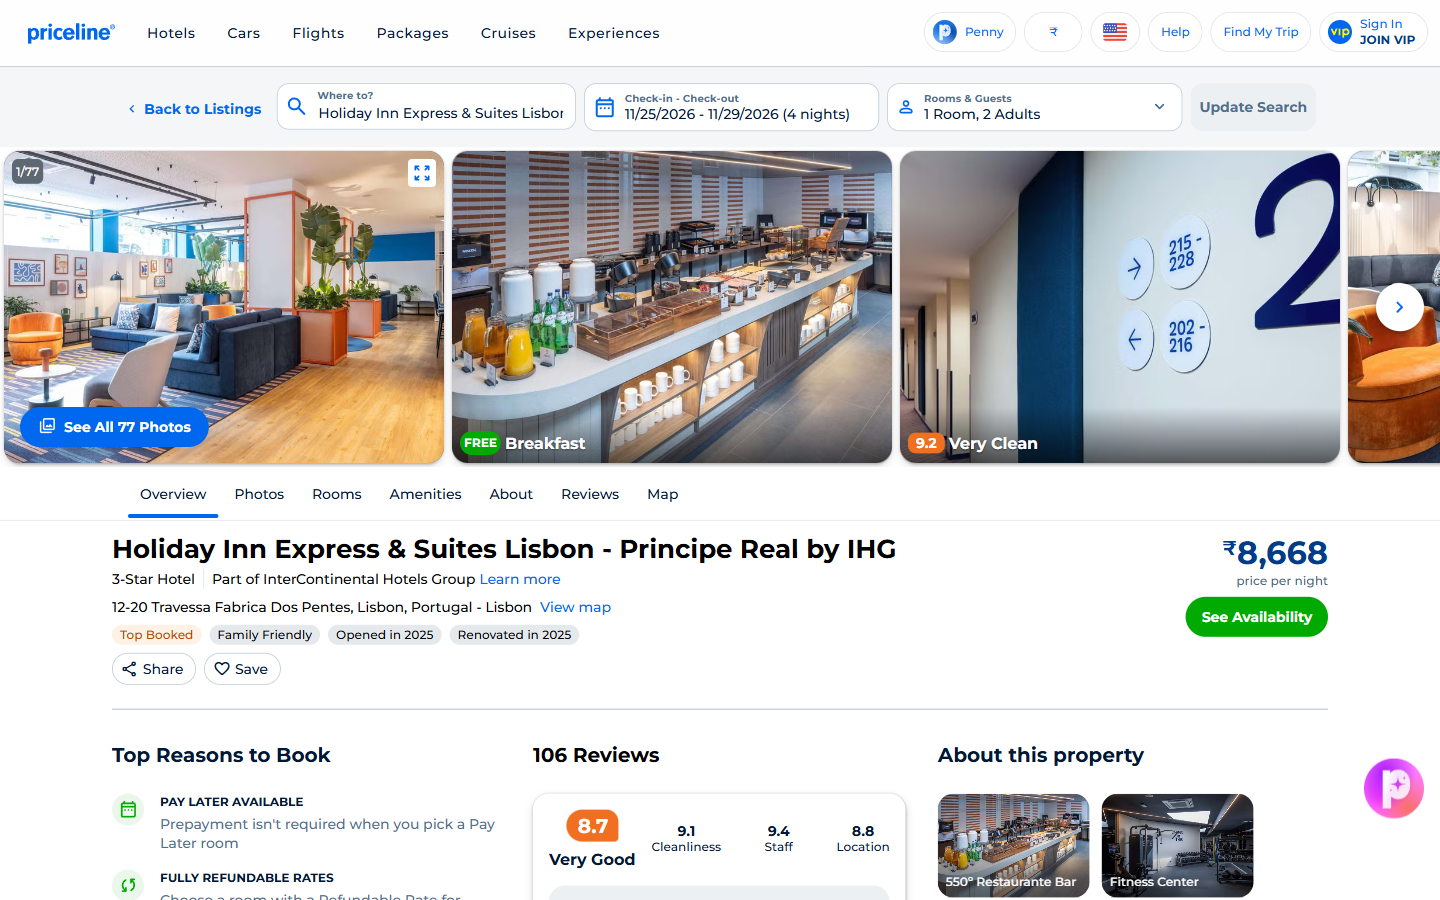 priceline®
Hotels
Cars
Flights
Packages
Cruises
Experiences
Penny
₹
Help
Find My Trip
VIP
Sign In
JOIN VIP
Back to Listings
Where to?
Holiday Inn Express & Suites Lisbor
Check-in - Check-out
11/25/2026 - 11/29/2026 (4 nights)
Rooms & Guests
1 Room, 2 Adults
Update Search
1/77
See All 77 Photos
FREE Breakfast
215 -
228
202 -
216
2
9.2 Very Clean
Overview
Photos
Rooms
Amenities
About
Reviews
Map
Holiday Inn Express & Suites Lisbon - Principe Real by IHG
3-Star Hotel
Part of InterContinental Hotels Group Learn more
12-20 Travessa Fabrica Dos Pentes, Lisbon, Portugal - Lisbon View map
Top Booked
Family Friendly
Opened in 2025
Renovated in 2025
Share
Save
₹8,668
price per night
See Availability
Top Reasons to Book
PAY LATER AVAILABLE
Prepayment isn't required when you pick a Pay
Later room
FULLY REFUNDABLE RATES
Choose a room with a Refundable Rate for
106 Reviews
8.7
Very Good
9.1
Cleanliness
9.4
Staff
8.8
Location
About this property
550º Restaurante Bar
Fitness Center